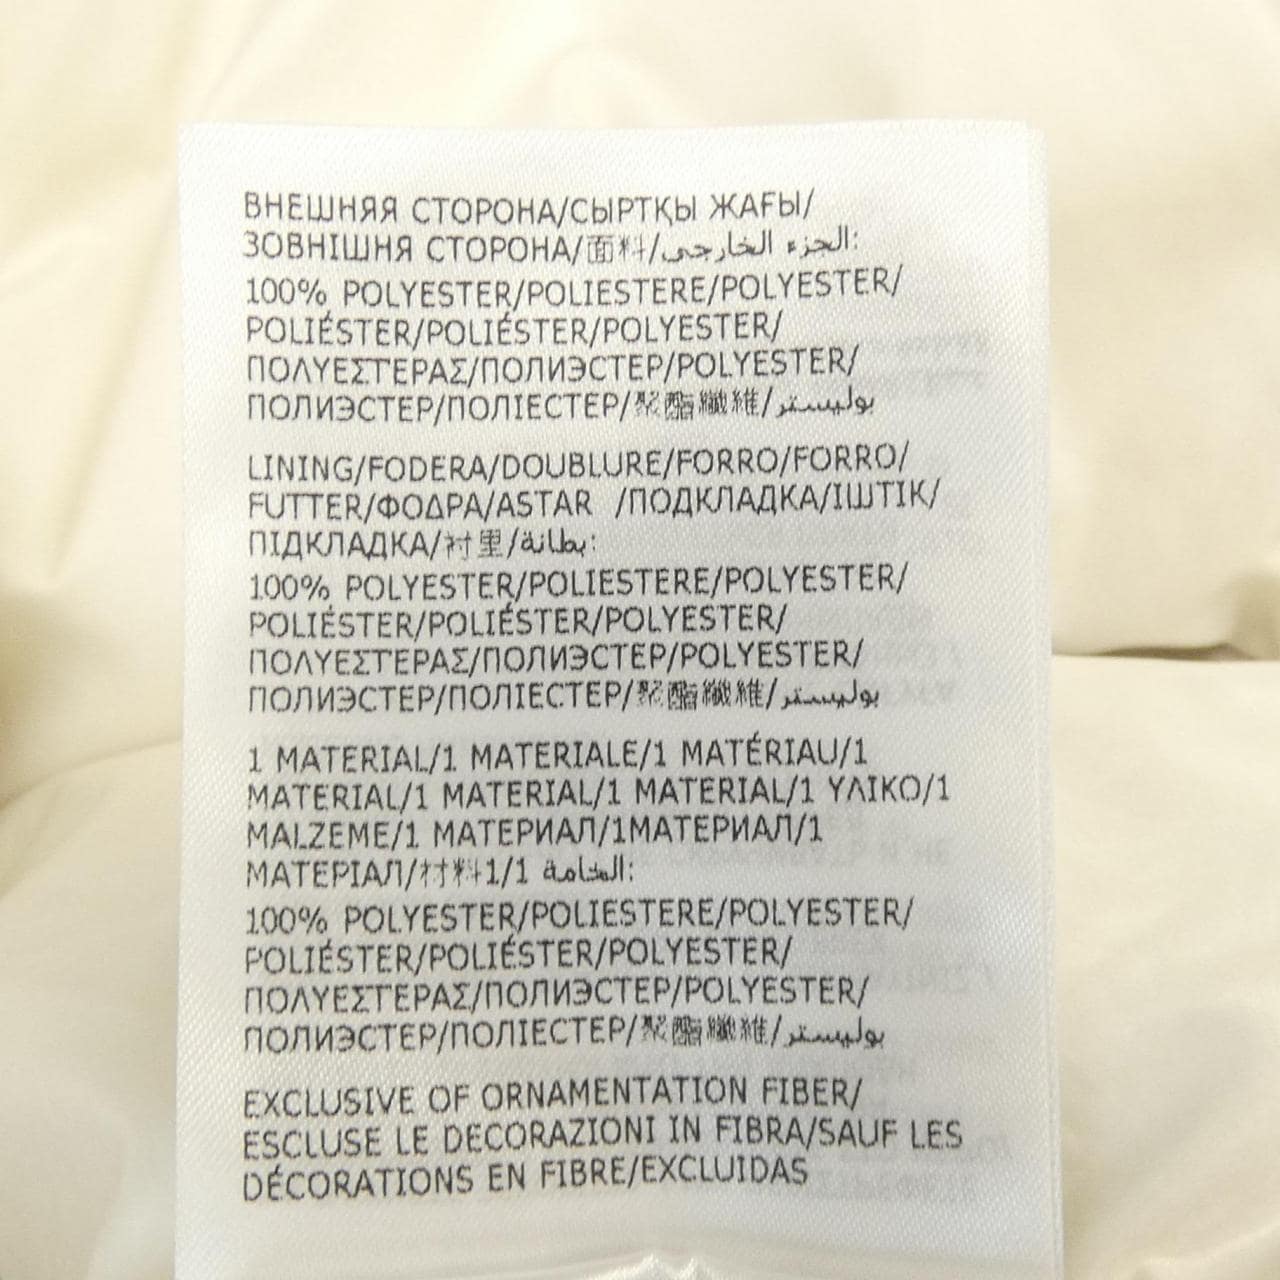 ВНЕШНЯЯ СТОРОНА/СЫРТҚЫ ЖАҒЫ/
ЗОВНІШНЯ СТОРОНА/面料/الجزء الخارجي:
100% POLYESTER/POLIESTERE/POLYESTER/
POLIÉSTER/POLIÉSTER/POLYESTER/
ΠΟΛΥΕΣΤΕΡΑΣ/ПОЛИЭСТЕР/POLYESTER/
ПОЛИЭСТЕР/ПОЛІЕСТЕР/聚酯纖維/بوليستر
LINING/FODERA/DOUBLURE/FORRO/FORRO/
FUTTER/ΦΟΔΡΑ/ASTAR /ПОДКЛАДКА/ІШТІК/
ПІДКЛАДКА/衬里/بطانة:
100% POLYESTER/POLIESTERE/POLYESTER/
POLIÉSTER/POLIÉSTER/POLYESTER/
ΠΟΛΥΕΣΤΕΡΑΣ/ПОЛИЭСТЕР/POLYESTER/
ПОЛИЭСТЕР/ПОЛІЕСТЕР/聚酯纖維/بوليستر
1 MATERIAL/1 MATERIALE/1 MATÉRIAU/1
MATERIAL/1 MATERIAL/1 MATERIAL/1 ΥΛΙΚΟ/1
MALZEME/1 МАТЕРИАЛ/1МАТЕРИАЛ/1
МАТЕРІАЛ/材料1/1 الخامة:
100% POLYESTER/POLIESTERE/POLYESTER/
POLIÉSTER/POLIÉSTER/POLYESTER/
ΠΟΛΥΕΣΤΕΡΑΣ/ПОЛИЭСТЕР/POLYESTER/
ПОЛИЭСТЕР/ПОЛІЕСТЕР/聚酯纖維/بوليستر
EXCLUSIVE OF ORNAMENTATION FIBER/
ESCLUSE LE DECORAZIONI IN FIBRA/SAUF LES
DÉCORATIONS EN FIBRE/EXCLUIDAS